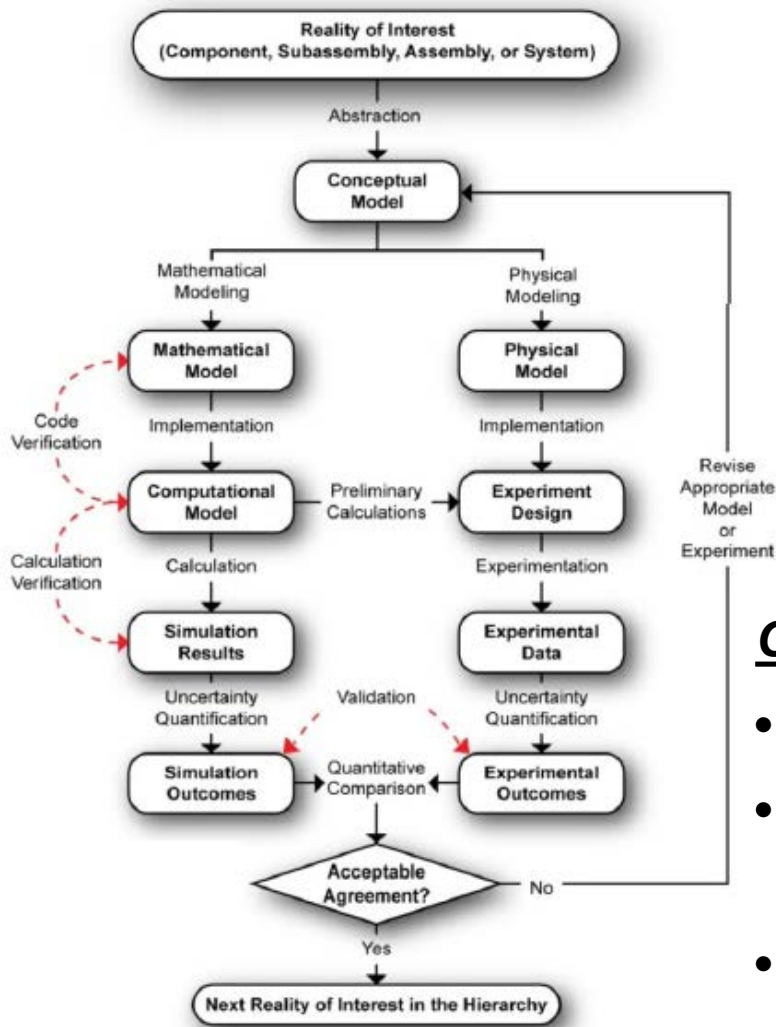 Reality of Interest
(Component, Subassembly, Assembly, or System)
Abstraction
Conceptual
Model
Mathematical
Modeling
Physical
Modeling
Mathematical
Model
Physical
Model
Code
Verification
Implementation
Implementation
Computational
Model
Preliminary
Calculations
Experiment
Design
Revise
Appropriate
Model
or
Experiment
Calculation
Verification
Calculation
Experimentation
Simulation
Results
Experimental
Data
Uncertainty
Quantification
Validation
Uncertainty
Quantification
Simulation
Outcomes
Quantitative
Comparison
Experimental
Outcomes
Acceptable
Agreement?
No
Yes
Next Reality of Interest in the Hierarchy